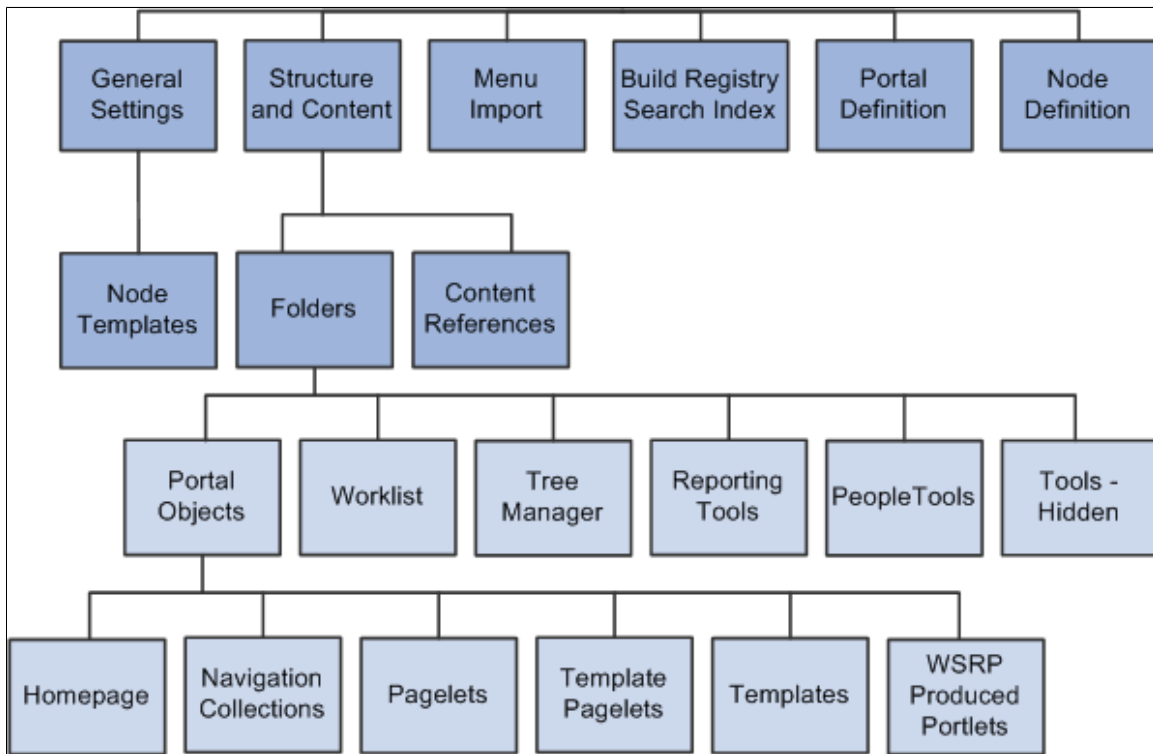 General
Settings
Structure
and Content
Menu
Import
Build Registry
Search Index
Portal
Definition
Node
Definition
Node
Templates
Folders
Content
References
Portal
Objects
Worklist
Tree
Manager
Reporting
Tools
PeopleTools
Tools -
Hidden
Homepage
Navigation
Collections
Pagelets
Template
Pagelets
Templates
WSRP
Produced
Portlets